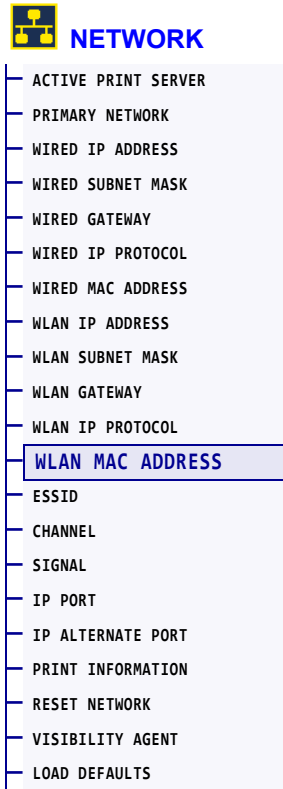 NETWORK
ACTIVE PRINT SERVER
PRIMARY NETWORK
WIRED IP ADDRESS
WIRED SUBNET MASK
WIRED GATEWAY
WIRED IP PROTOCOL
WIRED MAC ADDRESS
WLAN IP ADDRESS
WLAN SUBNET MASK
WLAN GATEWAY
WLAN IP PROTOCOL
WLAN MAC ADDRESS
ESSID
CHANNEL
SIGNAL
IP PORT
IP ALTERNATE PORT
PRINT INFORMATION
RESET NETWORK
VISIBILITY AGENT
LOAD DEFAULTS